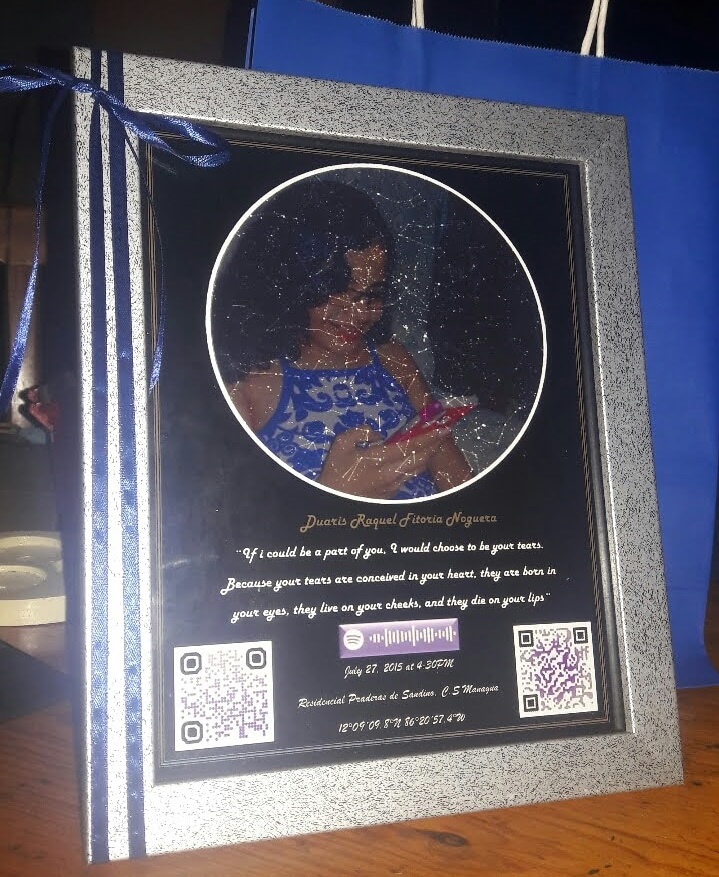 Duaris Raquel Fitoria Noguera
"If i could be a part of you, I would choose to be your tears.
Because your tears are conceived in your heart, they are born in
your eyes, they live on your cheeks, and they die on your lips"
July 27, 2015 at 4:30PM
Residencial Praderas de Sandino, C.S Managua
12°09'09.8"N 86°20'57.4"W